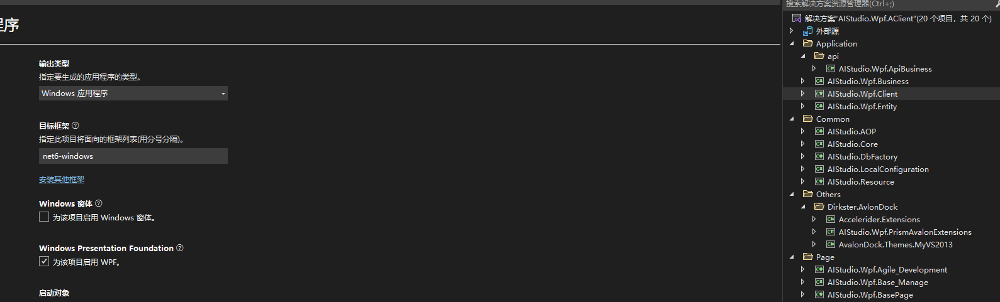 程序
输出类型
指定要生成的应用程序的类型。
Windows 应用程序
目标框架
指定此项目将面向的框架列表(用分号分隔)。
net6-windows
安装其他框架
Windows 窗体
为该项目启用 Windows 窗体。
Windows Presentation Foundation
为该项目启用 WPF。
启动对象
搜索解决方案资源管理器(Ctrl+;)
解决方案“AIStudio.Wpf.AClient”(20 个项目，共 20 个)
外部源
Application
api
AIStudio.Wpf.ApiBusiness
AIStudio.Wpf.Business
AIStudio.Wpf.Client
AIStudio.Wpf.Entity
Common
AIStudio.AOP
AIStudio.Core
AIStudio.DbFactory
AIStudio.LocalConfiguration
AIStudio.Resource
Others
Dirkster.AvlonDock
Accelerider.Extensions
AIStudio.Wpf.PrismAvalonExtensions
AvalonDock.Themes.MyVS2013
Page
AIStudio.Wpf.Agile_Development
AIStudio.Wpf.Base_Manage
AIStudio.Wpf.BasePage